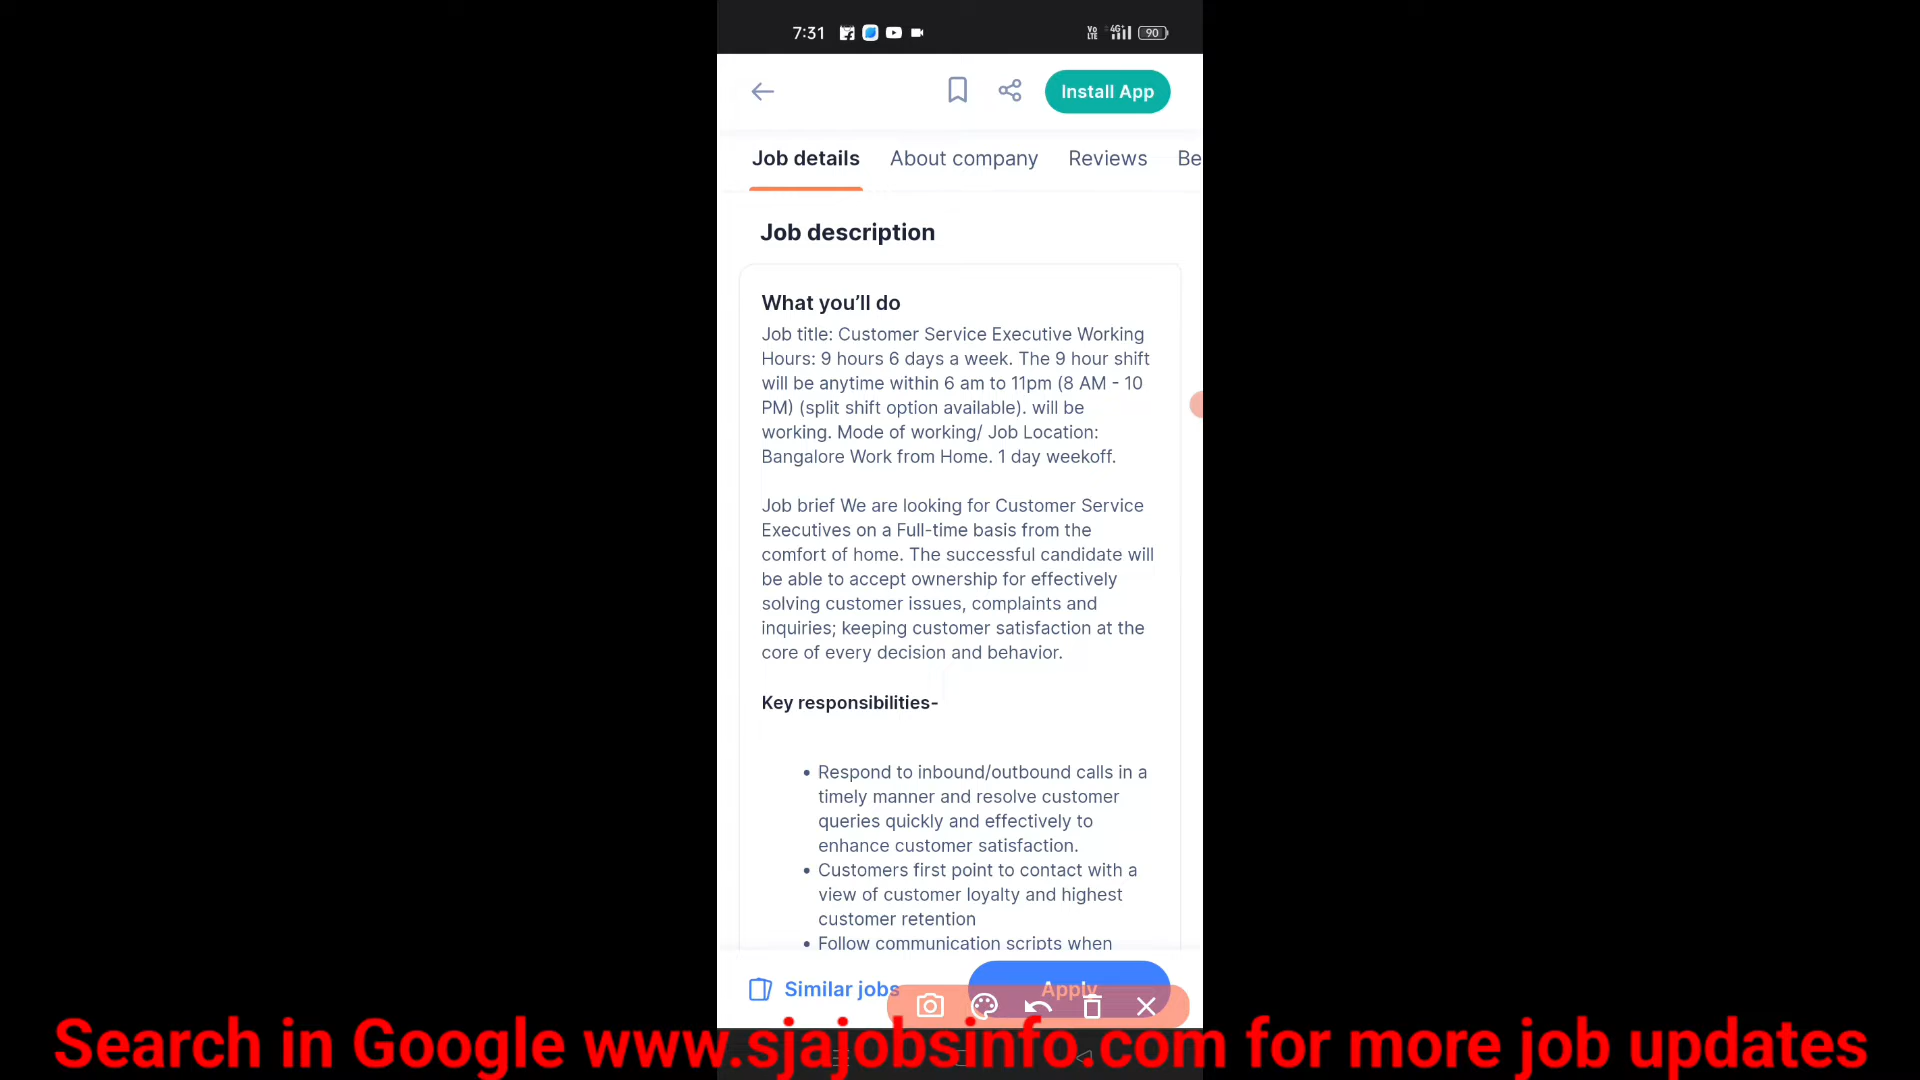 7:31
VoLTE 4G+ 90
Install App
Job details About company Reviews Be
Job description
What you'll do
Job title: Customer Service Executive Working
Hours: 9 hours 6 days a week. The 9 hour shift
will be anytime within 6 am to 11pm (8 AM - 10
PM) (split shift option available). will be
working. Mode of working/ Job Location:
Bangalore Work from Home. 1 day weekoff.
Job brief We are looking for Customer Service
Executives on a Full-time basis from the
comfort of home. The successful candidate will
be able to accept ownership for effectively
solving customer issues, complaints and
inquiries; keeping customer satisfaction at the
core of every decision and behavior.
Key responsibilities-
• Respond to inbound/outbound calls in a
timely manner and resolve customer
queries quickly and effectively to
enhance customer satisfaction.
• Customers first point to contact with a
view of customer loyalty and highest
customer retention
• Follow communication scripts when
Similar jobs Apply
Search in Google www.sjajobsinfo.com for more job updates